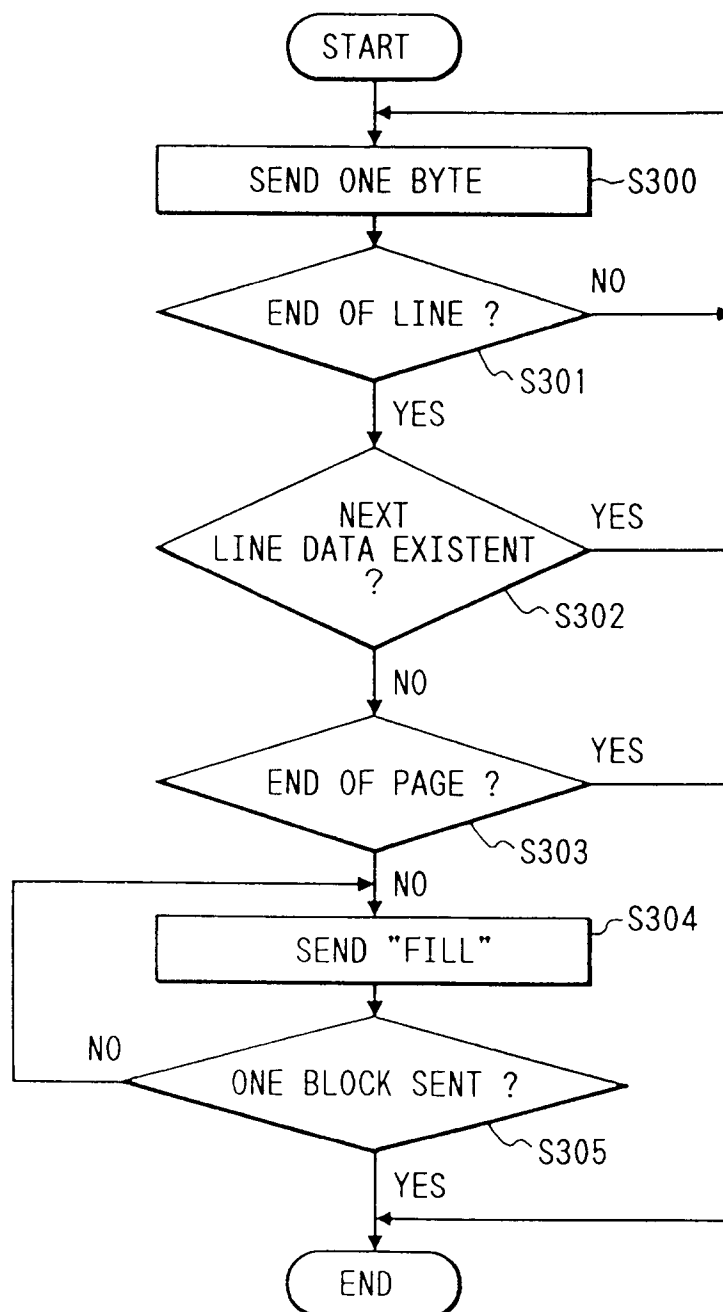 START
SEND ONE BYTE
S300
END OF LINE ?
NO
S301
YES
NEXT
LINE DATA EXISTENT
?
YES
S302
NO
END OF PAGE ?
YES
S303
NO
SEND "FILL"
S304
NO
ONE BLOCK SENT ?
S305
YES
END